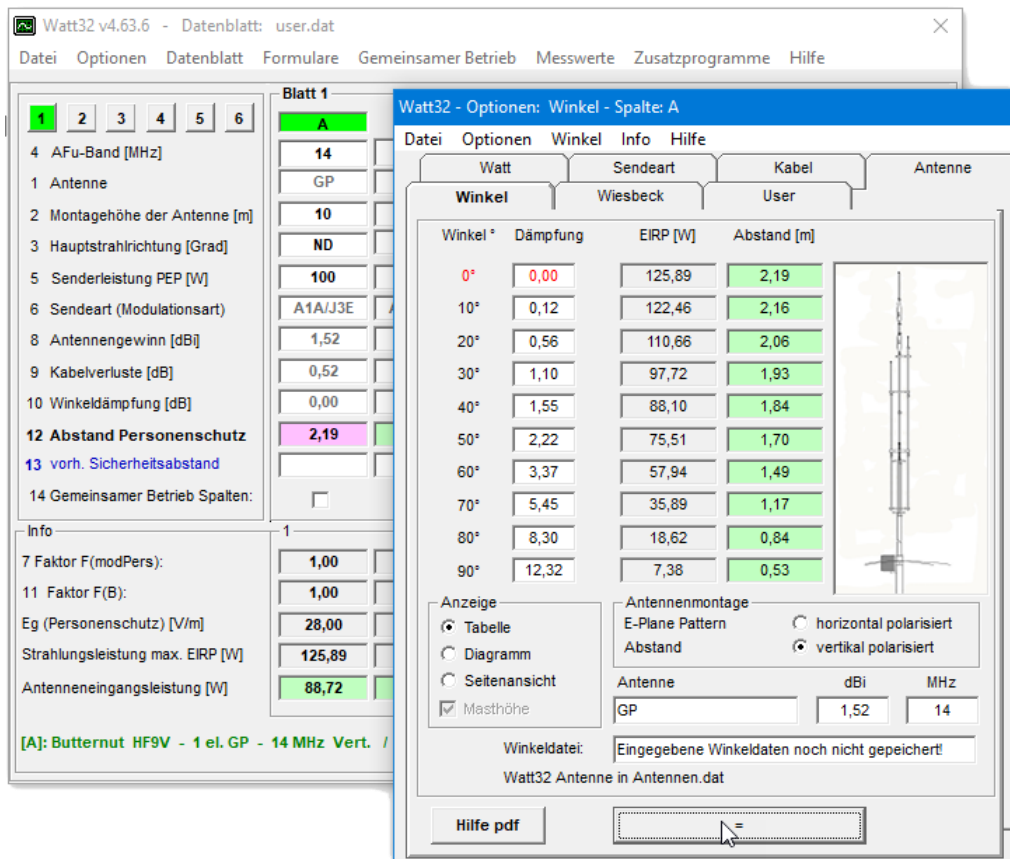 Watt32 v4.63.6 - Datenblatt: user.dat
Datei Optionen Datenblatt Formulare Gemeinsamer Betrieb Messwerte Zusatzprogramme Hilfe
Blatt 1
1 2 3 4 5 6 A
4 AFu-Band [MHz] 14
1 Antenne GP
2 Montagehöhe der Antenne [m] 10
3 Hauptstrahlrichtung [Grad] ND
5 Senderleistung PEP [W] 100
6 Sendeart (Modulationsart) A1A/J3E
8 Antennengewinn [dBi] 1,52
9 Kabelverluste [dB] 0,52
10 Winkeldämpfung [dB] 0,00
12 Abstand Personenschutz 2,19
13 vorh. Sicherheitsabstand
14 Gemeinsamer Betrieb Spalten:
Info 1
7 Faktor F(modPers): 1,00
11 Faktor F(B): 1,00
Eg (Personenschutz) [V/m] 28,00
Strahlungsleistung max. EIRP [W] 125,89
Antenneneingangsleistung [W] 88,72
[A]: Butternut HF9V - 1 el. GP - 14 MHz Vert. /
Watt32 - Optionen: Winkel - Spalte: A
Datei Optionen Winkel Info Hilfe
Watt Sendeart Kabel Antenne
Winkel Wiesbeck User
Winkel ° Dämpfung EIRP [W] Abstand [m]
0° 0,00 125,89 2,19
10° 0,12 122,46 2,16
20° 0,56 110,66 2,06
30° 1,10 97,72 1,93
40° 1,55 88,10 1,84
50° 2,22 75,51 1,70
60° 3,37 57,94 1,49
70° 5,45 35,89 1,17
80° 8,30 18,62 0,84
90° 12,32 7,38 0,53
Anzeige
Tabelle
Diagramm
Seitenansicht
Masthöhe
Antennenmontage
E-Plane Pattern horizontal polarisiert
Abstand vertikal polarisiert
Antenne dBi MHz
GP 1,52 14
Winkeldatei: Eingegebene Winkeldaten noch nicht gepeichert!
Watt32 Antenne in Antennen.dat
Hilfe pdf =